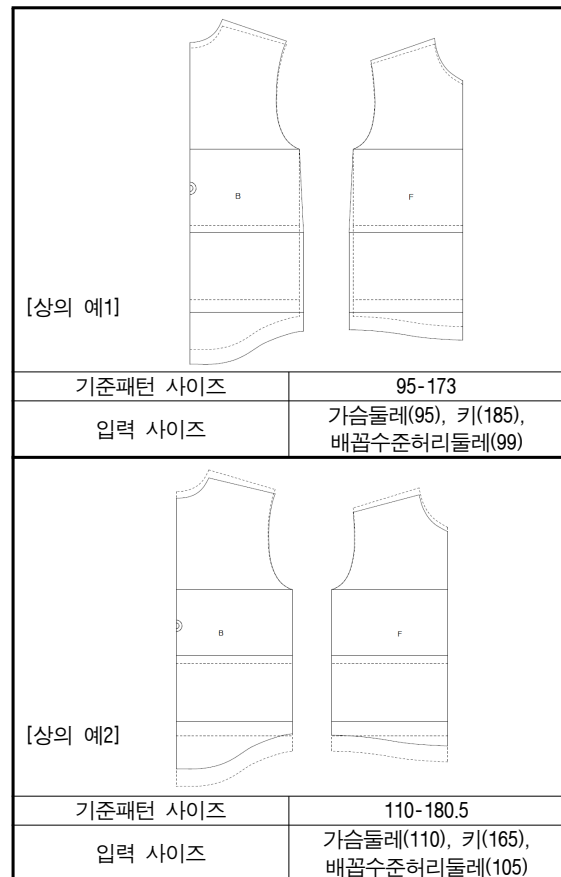 B
F
[상의 예1]
기준패턴 사이즈 95-173
입력 사이즈 가슴둘레(95), 키(185),
배꼽수준허리둘레(99)
B
F
[상의 예2]
기준패턴 사이즈 110-180.5
입력 사이즈 가슴둘레(110), 키(165),
배꼽수준허리둘레(105)